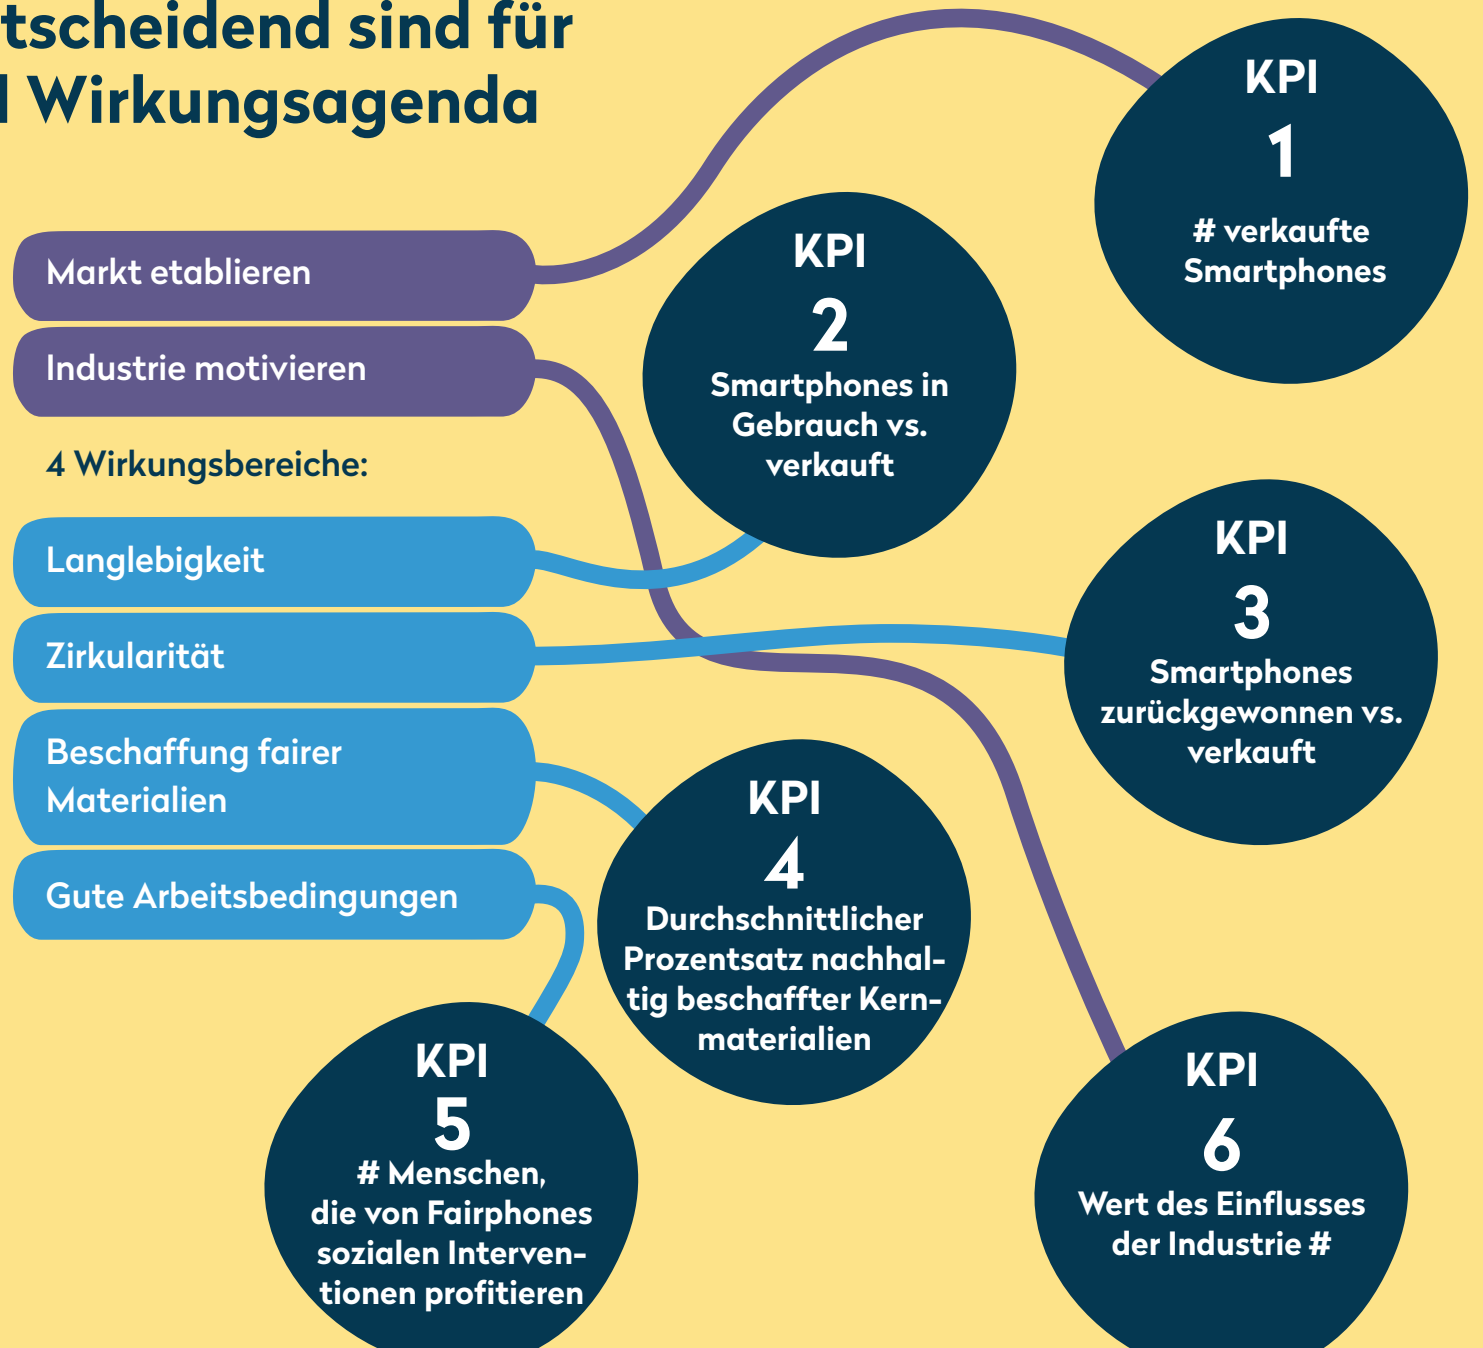 tscheidend sind für
Wirkungsagenda
Markt etablieren
Industrie motivieren
4 Wirkungsbereiche:
Langlebigkeit
Zirkularität
Beschaffung fairer
Materialien
Gute Arbeitsbedingungen
KPI
1
# verkaufte
Smartphones
KPI
2
Smartphones in
Gebrauch vs.
verkauft
KPI
3
Smartphones
zurückgewonnen vs.
verkauft
KPI
4
Durchschnittlicher
Prozentsatz nachhal-
tig beschaffter Kern-
materialien
KPI
5
# Menschen,
die von Fairphones
sozialen Interven-
tionen profitieren
KPI
6
Wert des Einflusses
der Industrie #